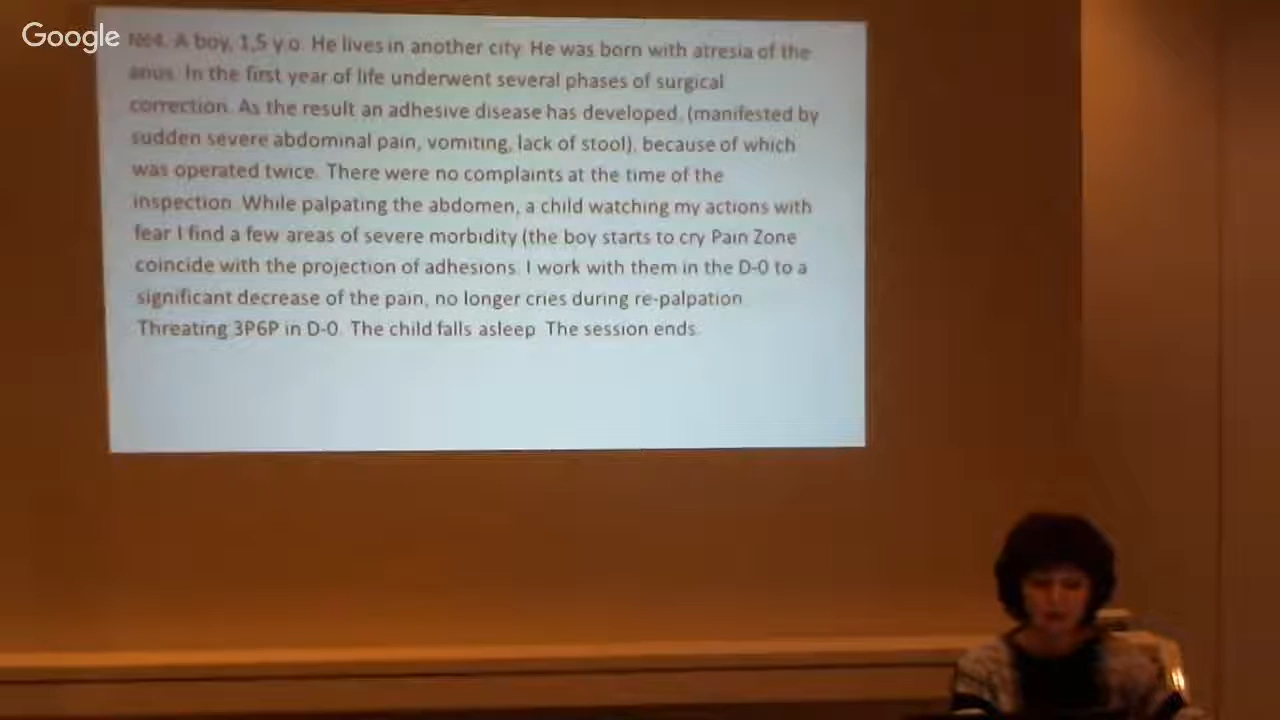 Google
A boy, 1,5 y.o. He lives in another city. He was born with atresia of the
anus. In the first year of life underwent several phases of surgical
correction. As the result an adhesive disease has developed, (manifested by
sudden severe abdominal pain, vomiting, lack of stool), because of which
was operated twice. There were no complaints at the time of the
inspection. While palpating the abdomen, a child watching my actions with
fear I find a few areas of severe morbidity (the boy starts to cry Pain Zone
coincide with the projection of adhesions. I work with them in the D-0 to a
significant decrease of the pain, no longer cries during re-palpation.
Threating 3P6P in D-0. The child falls asleep. The session ends.